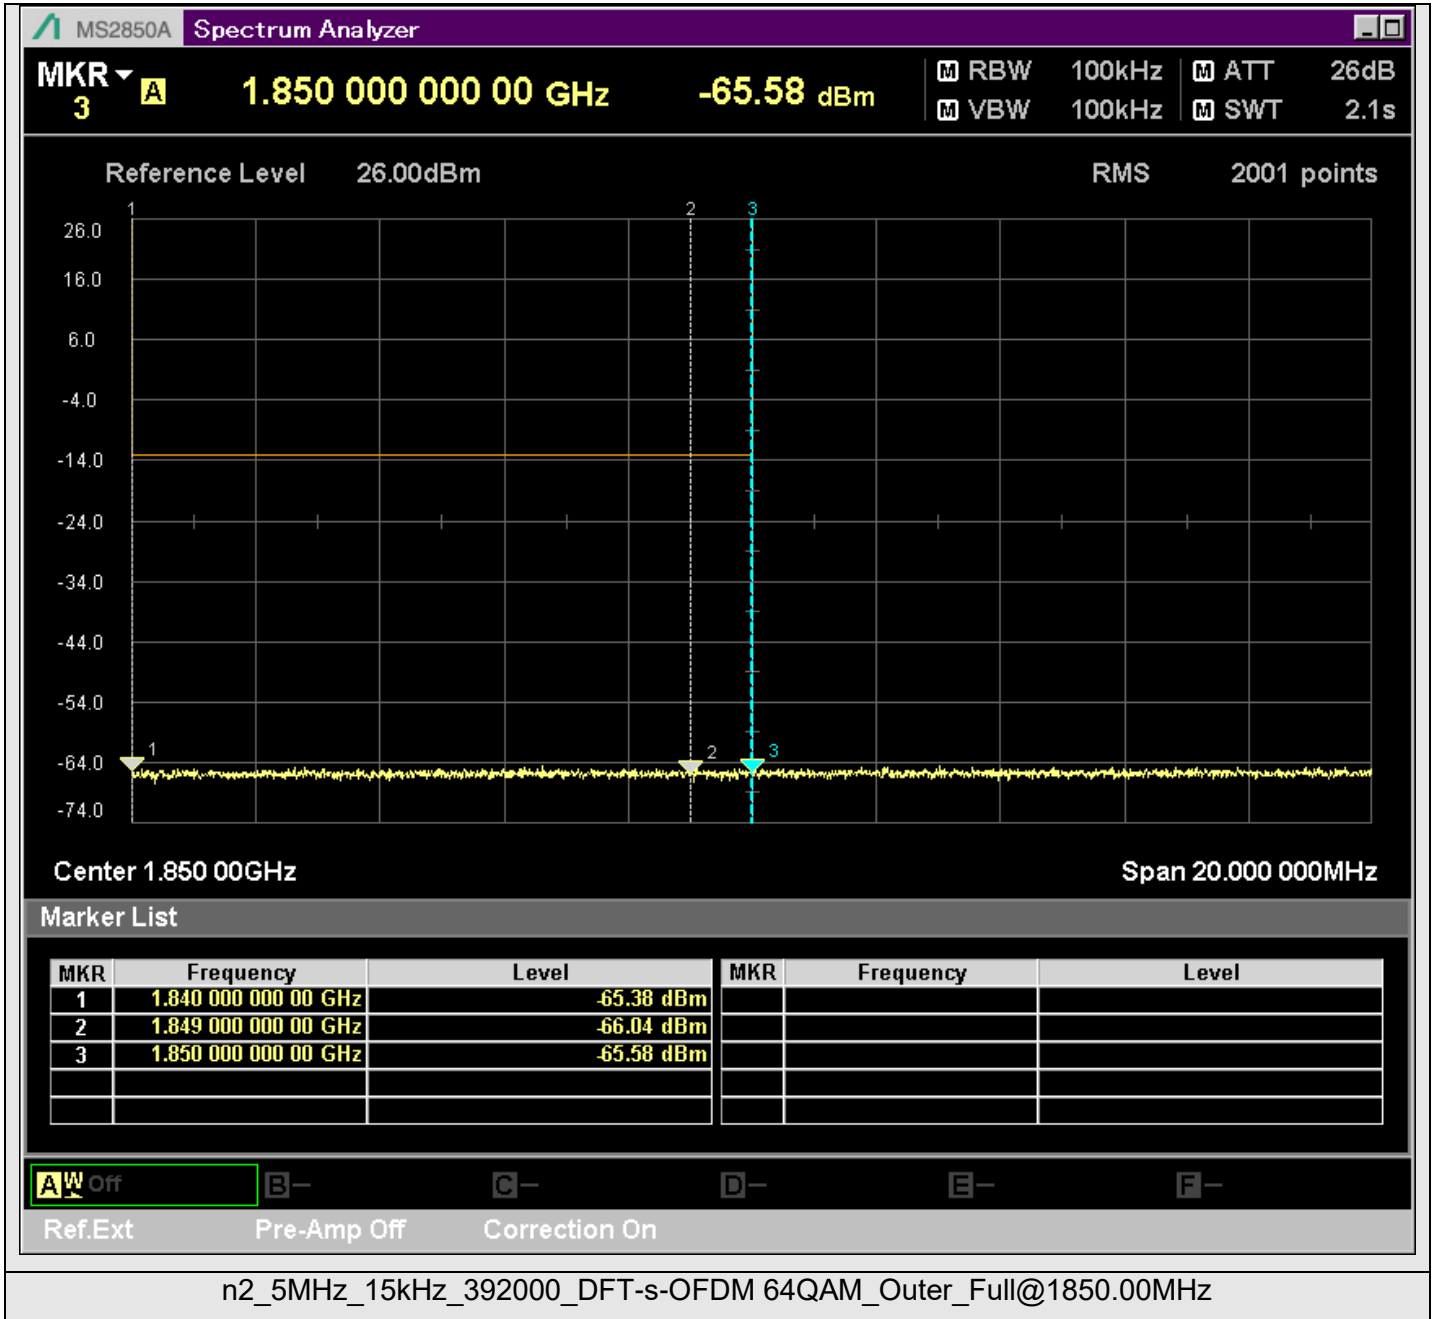 MS2850A Spectrum Analyzer
MKR 3 A 1.850 000 000 00 GHz -65.58 dBm
M RBW 100kHz M ATT 26dB
M VBW 100kHz M SWT 2.1s
Reference Level 26.00dBm RMS 2001 points
1 2 3
26.0
16.0
6.0
-4.0
-14.0
-24.0
-34.0
-44.0
-54.0
-64.0
-74.0
1 2 3
Center 1.850 00GHz Span 20.000 000MHz
Marker List
MKR Frequency Level MKR Frequency Level
1 1.840 000 000 00 GHz -65.38 dBm
2 1.849 000 000 00 GHz -66.04 dBm
3 1.850 000 000 00 GHz -65.58 dBm
A W Off B – C – D – E – F –
Ref.Ext Pre-Amp Off Correction On
n2_5MHz_15kHz_392000_DFT-s-OFDM 64QAM_Outer_Full@1850.00MHz